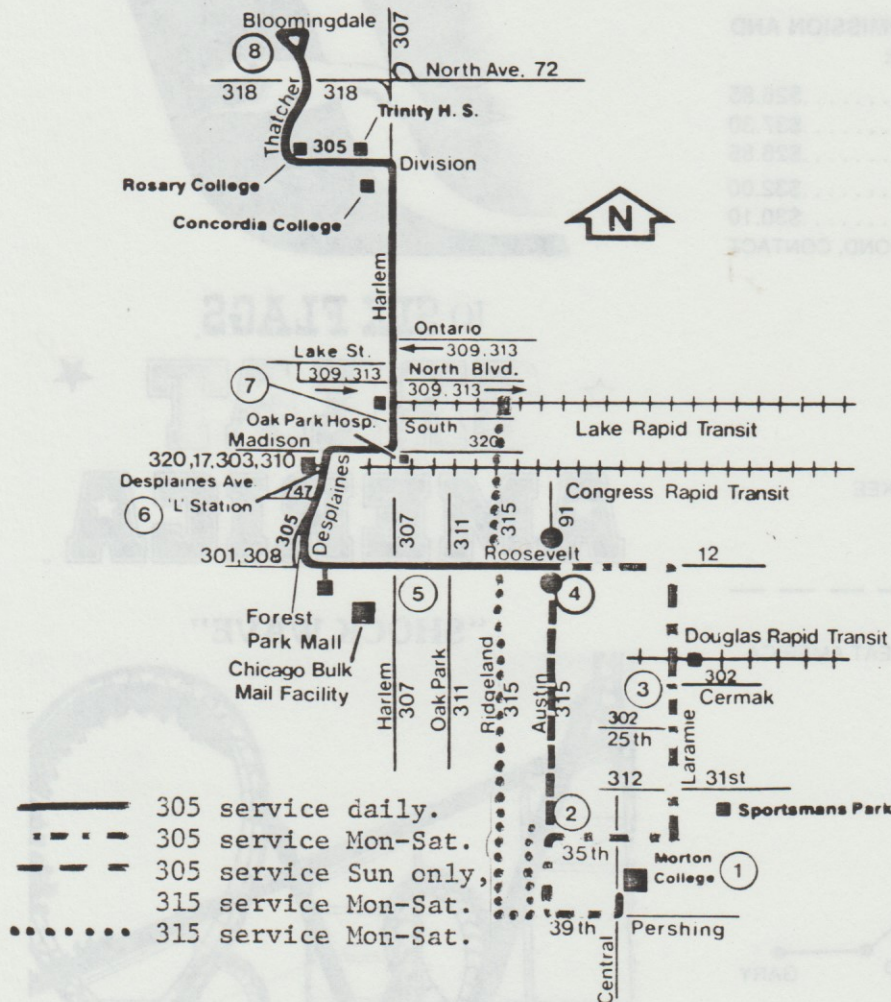 Bloomingdale
8
307
North Ave. 72
318
318
Thatcher
Trinity H. S.
305
Division
Rosary College
Concordia College
N
Harlem
Ontario
309.313
Lake St.
309.313
North Blvd.
309.313
7
Oak Park Hosp.
South
320
Lake Rapid Transit
Madison
320,17,303,310
Desplaines Ave.
'L' Station
747
6
Desplaines
305
Congress Rapid Transit
307
311
315
91
Roosevelt
12
301,308
5
4
Forest
Park Mall
Chicago Bulk
Mail Facility
Harlem
307
Oak Park
311
Ridgeland
315
Austin
315
Douglas Rapid Transit
302
Cermak
3
302
25th
Laramie
312
31st
Sportsmans Park
2
35th
Morton
College
1
39th
Pershing
Central
305 service daily.
305 service Mon-Sat.
305 service Sun only,
315 service Mon-Sat.
315 service Mon-Sat.